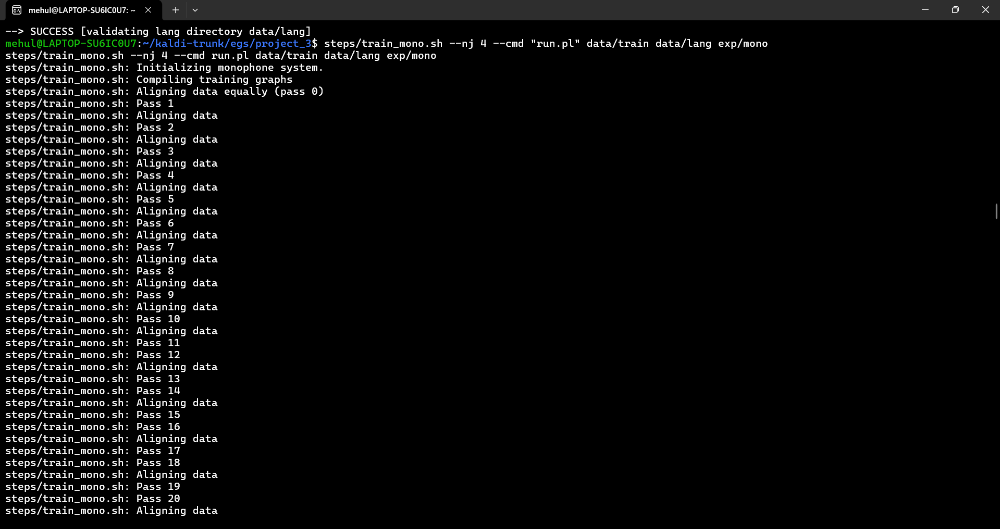 mehul@LAPTOP-SU6IC0U7: ~
--> SUCCESS [validating lang directory data/lang]
mehul@LAPTOP-SU6IC0U7:~/kaldi-trunk/egs/project_3$ steps/train_mono.sh --nj 4 --cmd "run.pl" data/train data/lang exp/mono
steps/train_mono.sh --nj 4 --cmd run.pl data/train data/lang exp/mono
steps/train_mono.sh: Initializing monophone system.
steps/train_mono.sh: Compiling training graphs
steps/train_mono.sh: Aligning data equally (pass 0)
steps/train_mono.sh: Pass 1
steps/train_mono.sh: Aligning data
steps/train_mono.sh: Pass 2
steps/train_mono.sh: Aligning data
steps/train_mono.sh: Pass 3
steps/train_mono.sh: Aligning data
steps/train_mono.sh: Pass 4
steps/train_mono.sh: Aligning data
steps/train_mono.sh: Pass 5
steps/train_mono.sh: Aligning data
steps/train_mono.sh: Pass 6
steps/train_mono.sh: Aligning data
steps/train_mono.sh: Pass 7
steps/train_mono.sh: Aligning data
steps/train_mono.sh: Pass 8
steps/train_mono.sh: Aligning data
steps/train_mono.sh: Pass 9
steps/train_mono.sh: Aligning data
steps/train_mono.sh: Pass 10
steps/train_mono.sh: Aligning data
steps/train_mono.sh: Pass 11
steps/train_mono.sh: Pass 12
steps/train_mono.sh: Aligning data
steps/train_mono.sh: Pass 13
steps/train_mono.sh: Pass 14
steps/train_mono.sh: Aligning data
steps/train_mono.sh: Pass 15
steps/train_mono.sh: Pass 16
steps/train_mono.sh: Aligning data
steps/train_mono.sh: Pass 17
steps/train_mono.sh: Pass 18
steps/train_mono.sh: Aligning data
steps/train_mono.sh: Pass 19
steps/train_mono.sh: Pass 20
steps/train_mono.sh: Aligning data